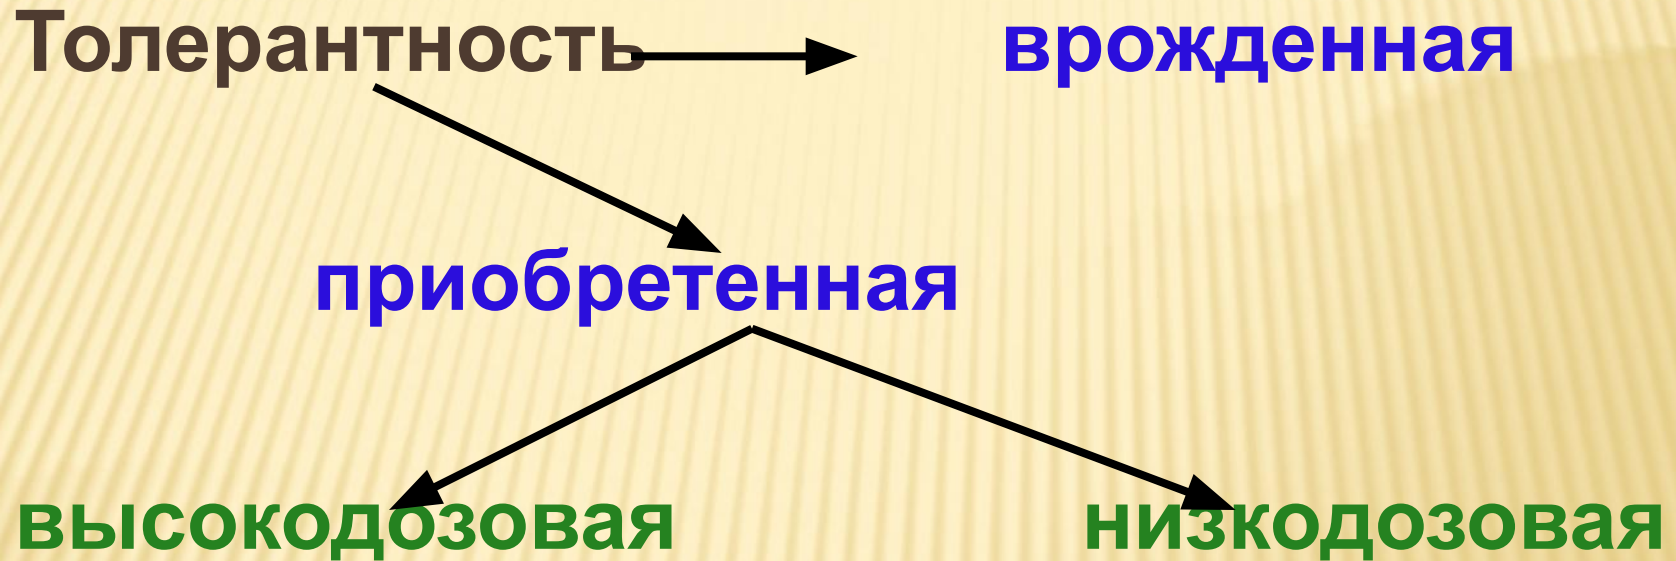 Толерантность врожденная
приобретенная
высокодозовая низкодозовая